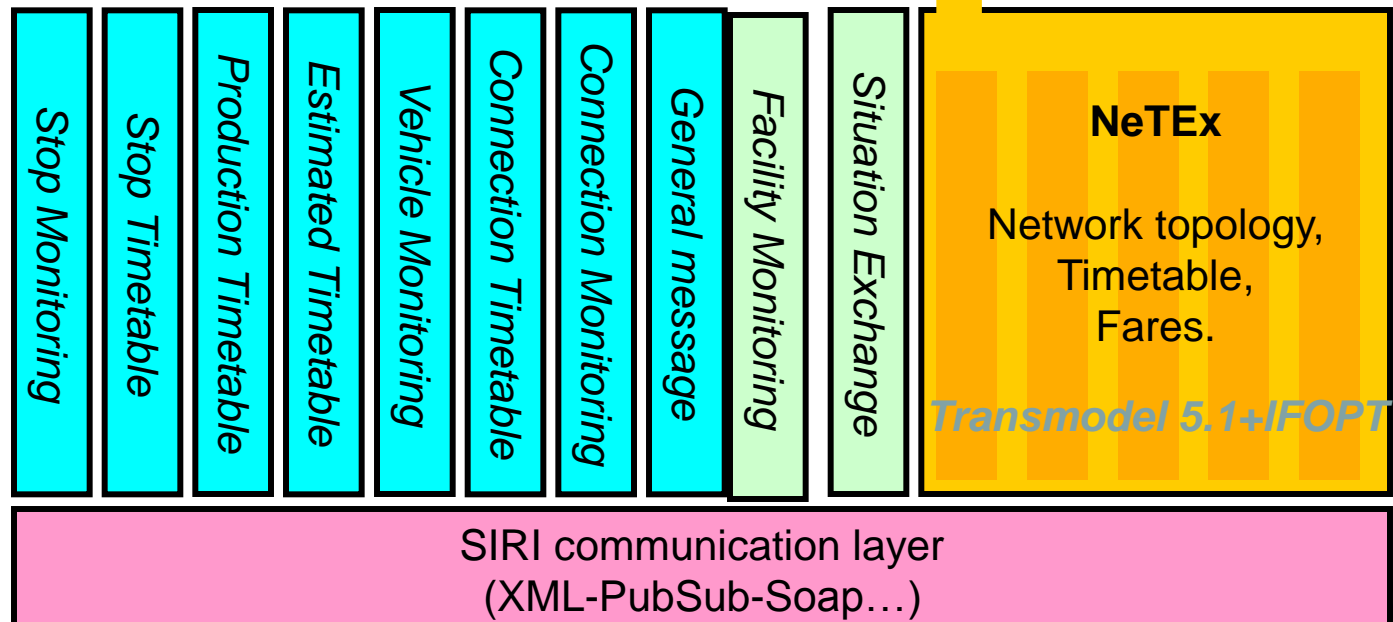 Stop Monitoring
Stop Timetable
Production Timetable
Estimated Timetable
Vehicle Monitoring
Connection Timetable
Connection Monitoring
General message
Facility Monitoring
Situation Exchange
NeTEx
Network topology,
Timetable,
Fares.
Transmodel 5.1+IFOPT
SIRI communication layer
(XML-PubSub-Soap…)